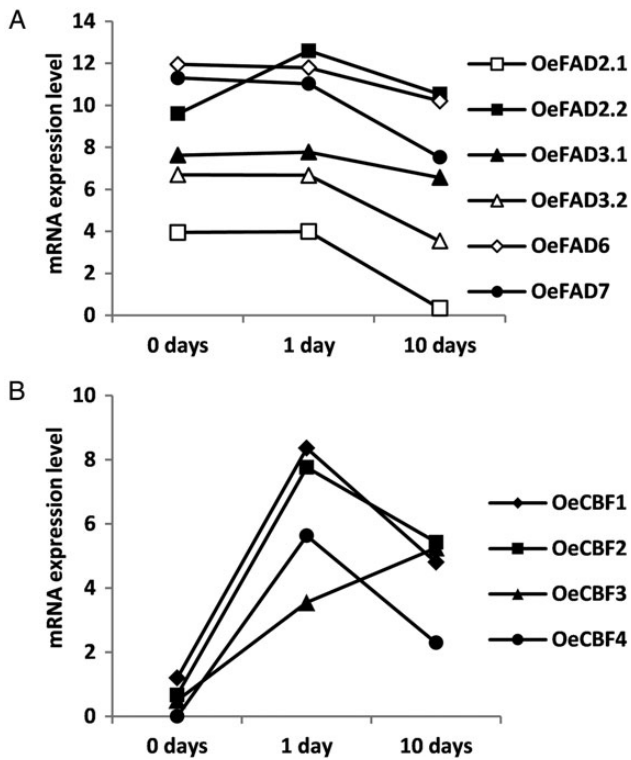 A
mRNA expression level
14
12
10
8
6
4
2
0
0 days 1 day 10 days
OeFAD2.1
OeFAD2.2
OeFAD3.1
OeFAD3.2
OeFAD6
OeFAD7
B
mRNA expression level
10
8
6
4
2
0
0 days 1 day 10 days
OeCBF1
OeCBF2
OeCBF3
OeCBF4